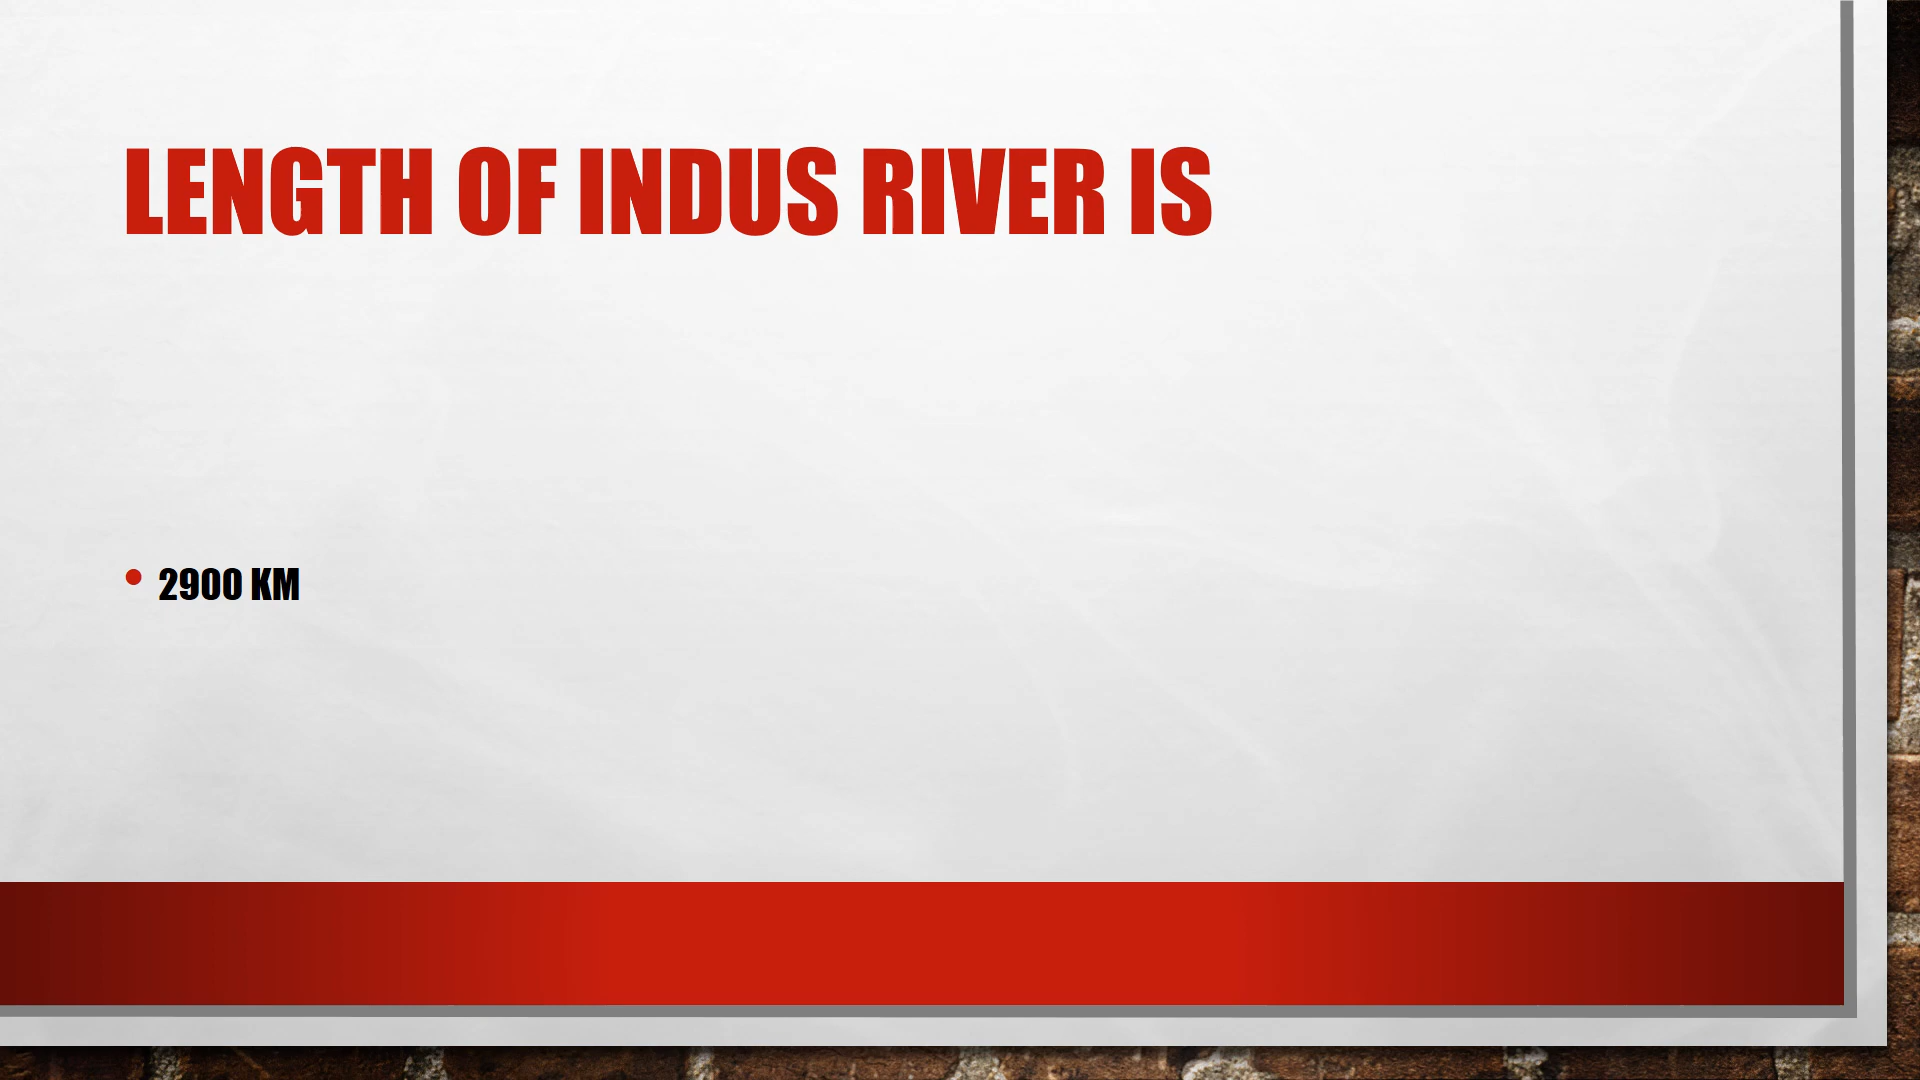 LENGTH OF INDUS RIVER IS
• 2900 KM